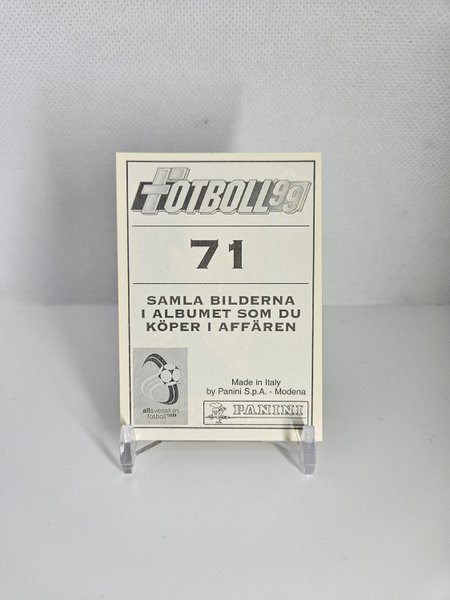 FOTBOLL'99
71
SAMLA BILDERNA
I ALBUMET SOM DU
KÖPER I AFFÄREN
allsvenskan
fotboll 1999
Made in Italy
by Panini S.p.A. - Modena
PANINI